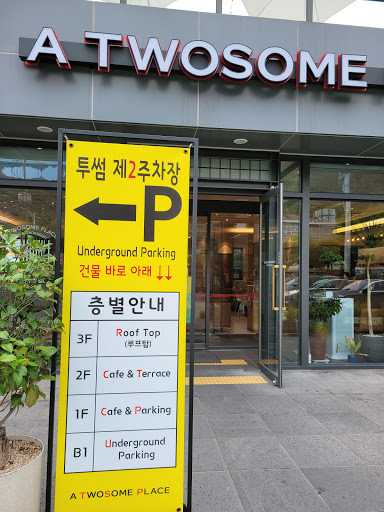 A TWOSOME
투썸 제2주차장
P
Underground Parking
건물 바로 아래 ↓↓
층별안내
3F Roof Top
(루프탑)
2F Cafe & Terrace
1F Cafe & Parking
B1 Underground
Parking
A TWOSOME PLACE